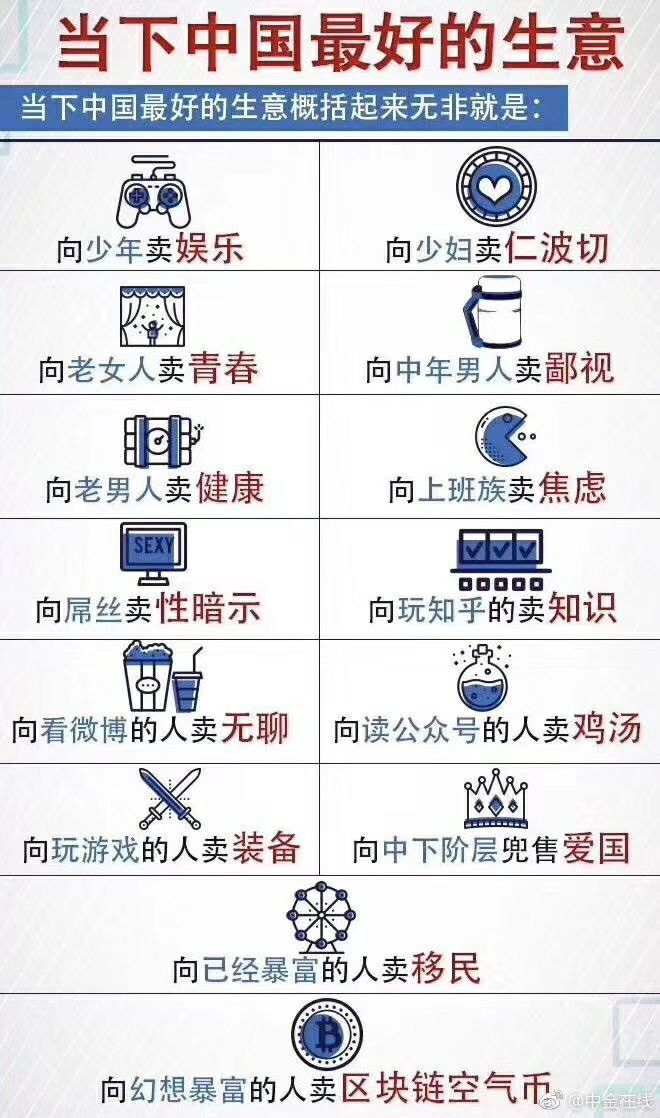 当下中国最好的生意
当下中国最好的生意概括起来无非就是：
向少年卖娱乐
向少妇卖仁波切
向老女人卖青春
向中年男人卖鄙视
向老男人卖健康
向上班族卖焦虑
SEXY
向屌丝卖性暗示
向玩知乎的卖知识
向看微博的人卖无聊
向读公众号的人卖鸡汤
向玩游戏的人卖装备
向中下阶层兜售爱国
向已经暴富的人卖移民
向幻想暴富的人卖区块链空气币
@中金在线